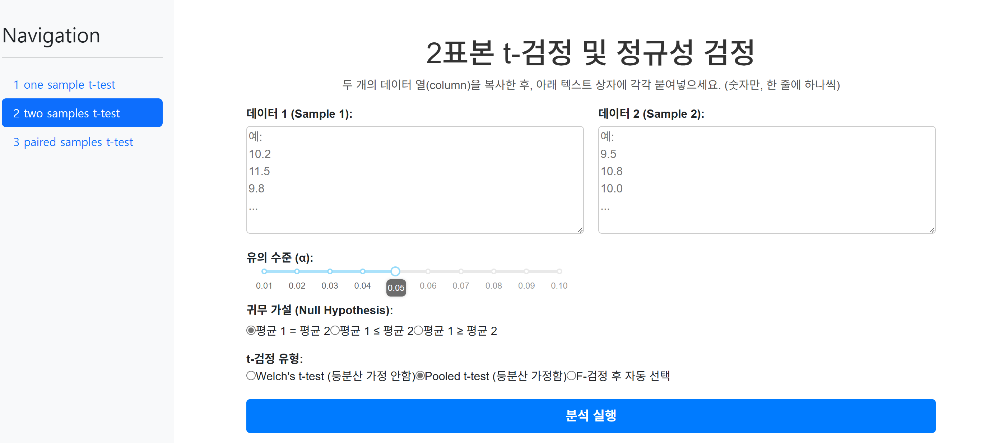 Navigation
1 one sample t-test
2 two samples t-test
3 paired samples t-test
2표본 t-검정 및 정규성 검정
두 개의 데이터 열(column)을 복사한 후, 아래 텍스트 상자에 각각 붙여넣으세요. (숫자만, 한 줄에 하나씩)
데이터 1 (Sample 1):
예:
10.2
11.5
9.8
...
데이터 2 (Sample 2):
예:
9.5
10.8
10.0
...
유의 수준 (α):
0.01 0.02 0.03 0.04 0.05 0.06 0.07 0.08 0.09 0.10
귀무 가설 (Null Hypothesis):
평균 1 = 평균 2 평균 1 ≤ 평균 2 평균 1 ≥ 평균 2
t-검정 유형:
Welch's t-test (등분산 가정 안함) Pooled t-test (등분산 가정함) F-검정 후 자동 선택
분석 실행